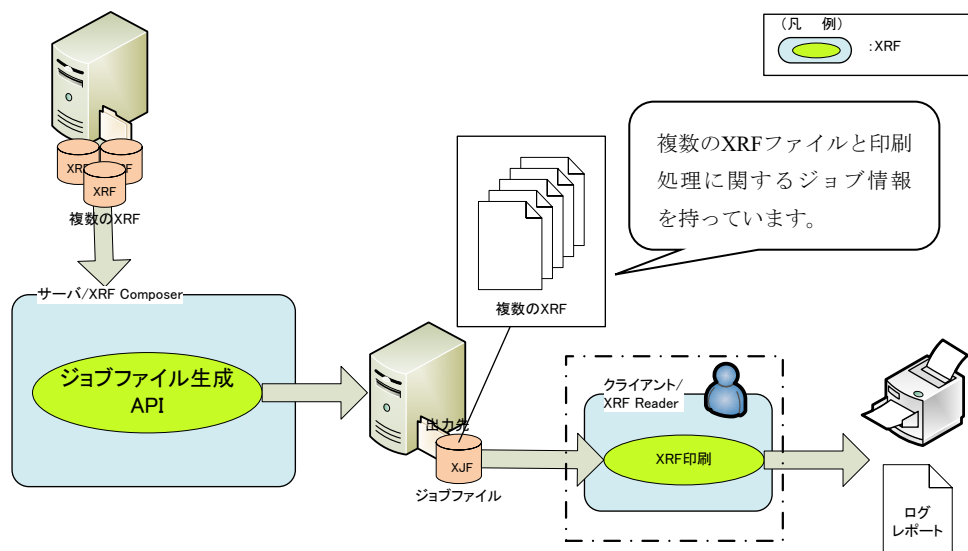 (凡 例)
:XRF
XRF
XRF
複数のXRF
複数のXRFファイルと印刷
処理に関するジョブ情報
を持っています。
複数のXRF
サーバ/XRF Composer
ジョブファイル生成
API
出力先
XJF
ジョブファイル
クライアント/
XRF Reader
XRF印刷
ログ
レポート